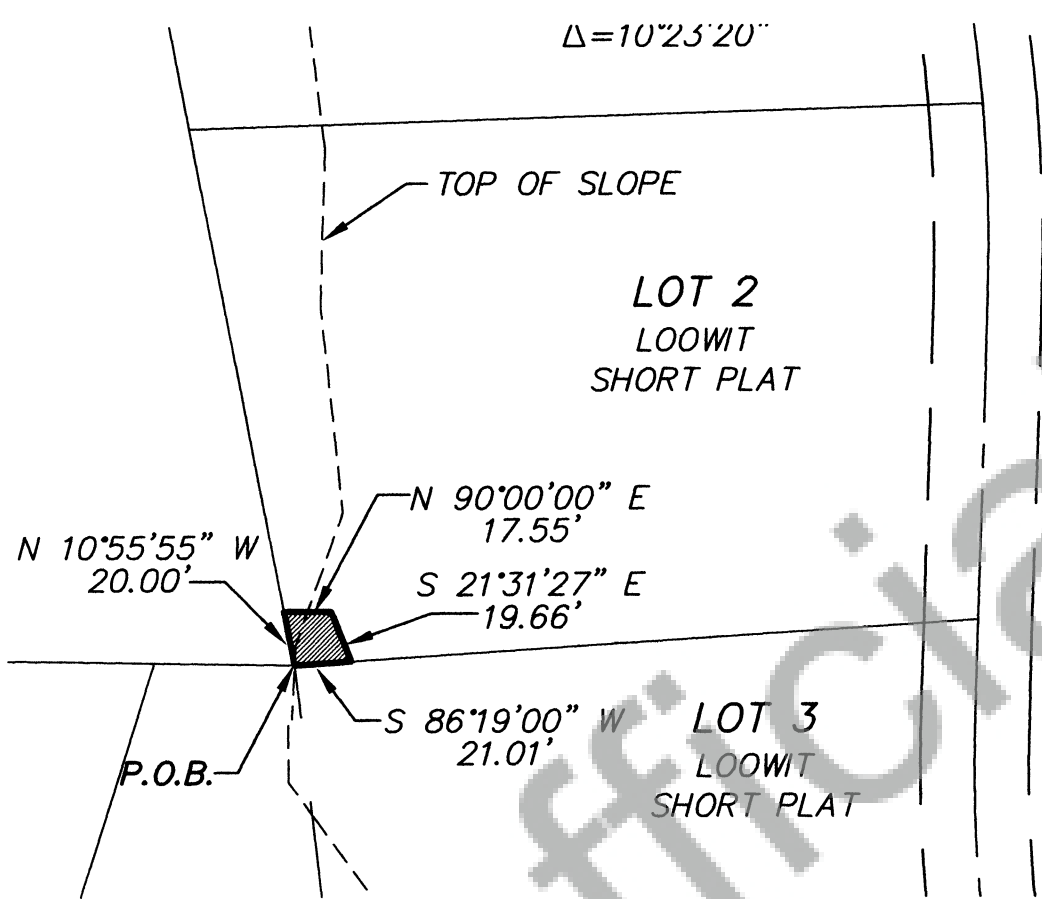 Δ=10°23'20"
TOP OF SLOPE
LOT 2
LOOWIT
SHORT PLAT
N 90°00'00" E
17.55'
N 10°55'55" W
20.00'
S 21°31'27" E
19.66'
S 86°19'00" W
21.01'
P.O.B.
LOT 3
LOOWIT
SHORT PLAT
fficia